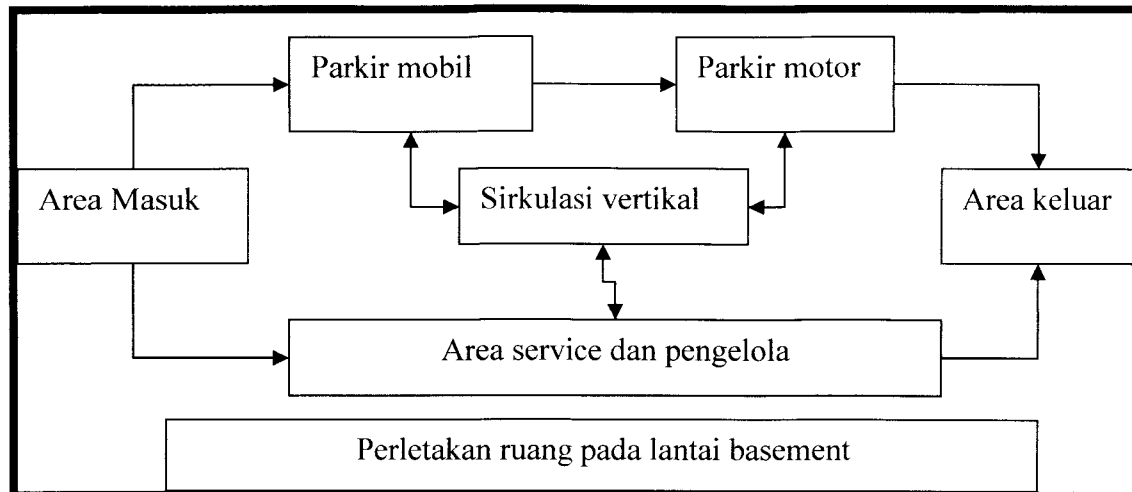 Parkir mobil
Parkir motor
Area Masuk
Sirkulasi vertikal
Area keluar
Area service dan pengelola
Perletakan ruang pada lantai basement